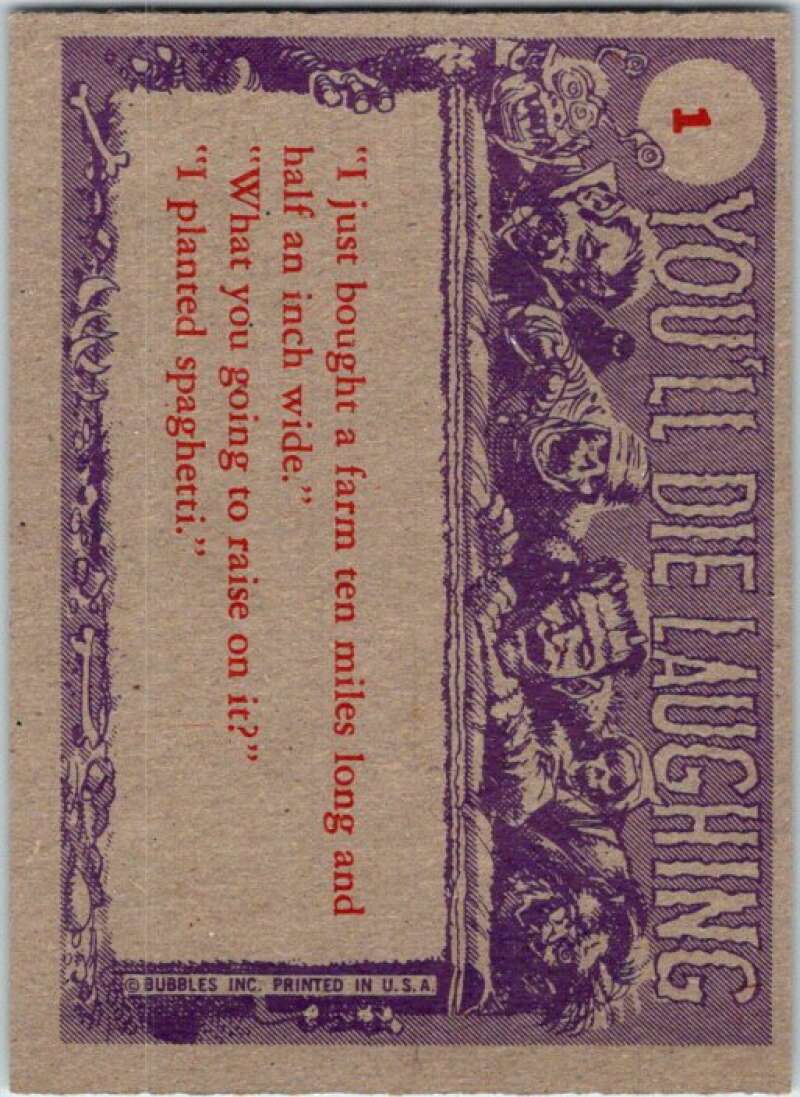 1
YOU'LL DIE LAUGHING
"I just bought a farm ten miles long and
half an inch wide."
"What you going to raise on it?"
"I planted spaghetti."
© BUBBLES INC. PRINTED IN U.S.A.